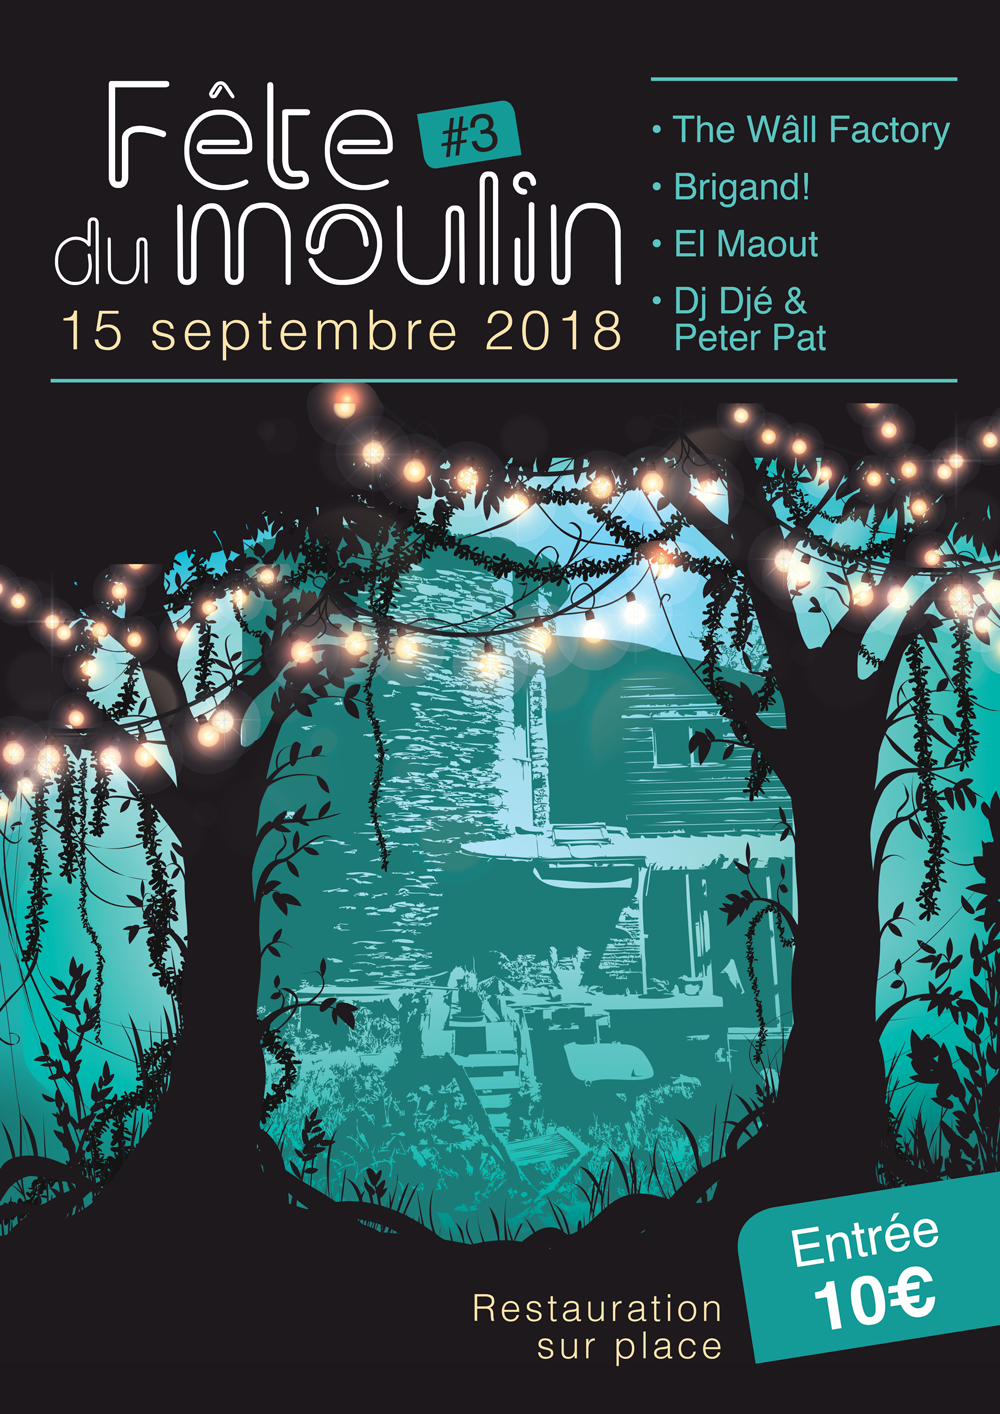 Fête #3
du moulin
15 septembre 2018
• The Wâll Factory
• Brigand!
• El Maout
• Dj Djé &
Peter Pat
Restauration
sur place
Entrée
10€